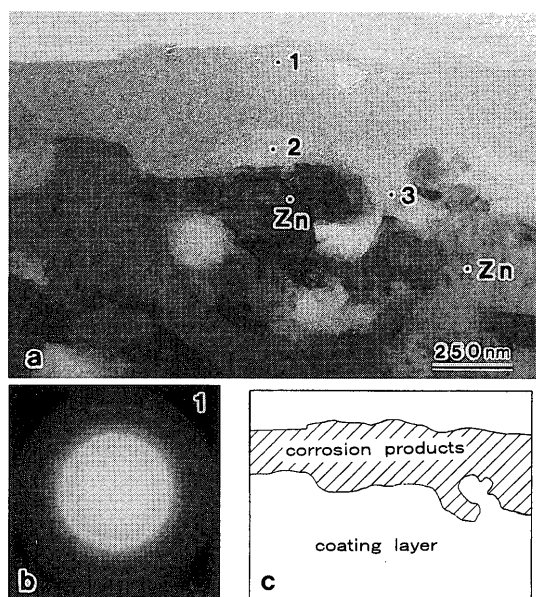 1
2
3
Zn
Zn
a
250nm
1
b
corrosion products
coating layer
c